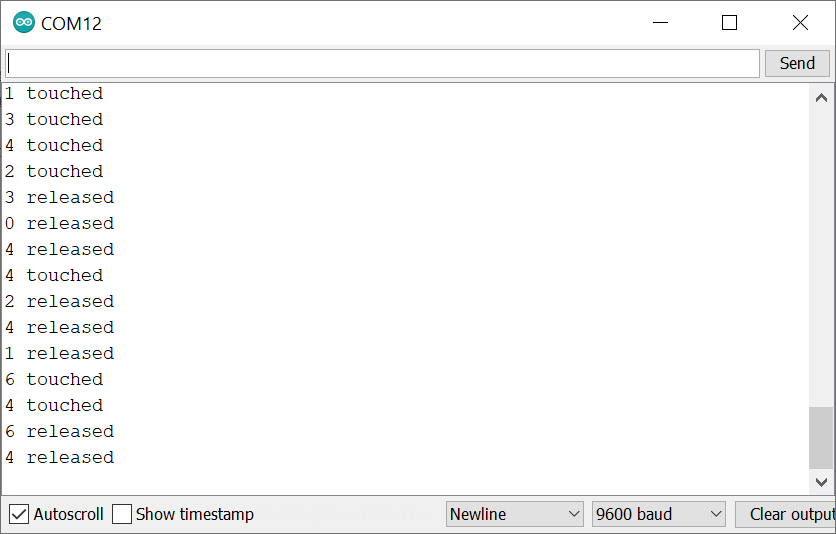 COM12
Send
1 touched
3 touched
4 touched
2 touched
3 released
0 released
4 released
4 touched
2 released
4 released
1 released
6 touched
4 touched
6 released
4 released
Autoscroll Show timestamp Newline 9600 baud Clear output